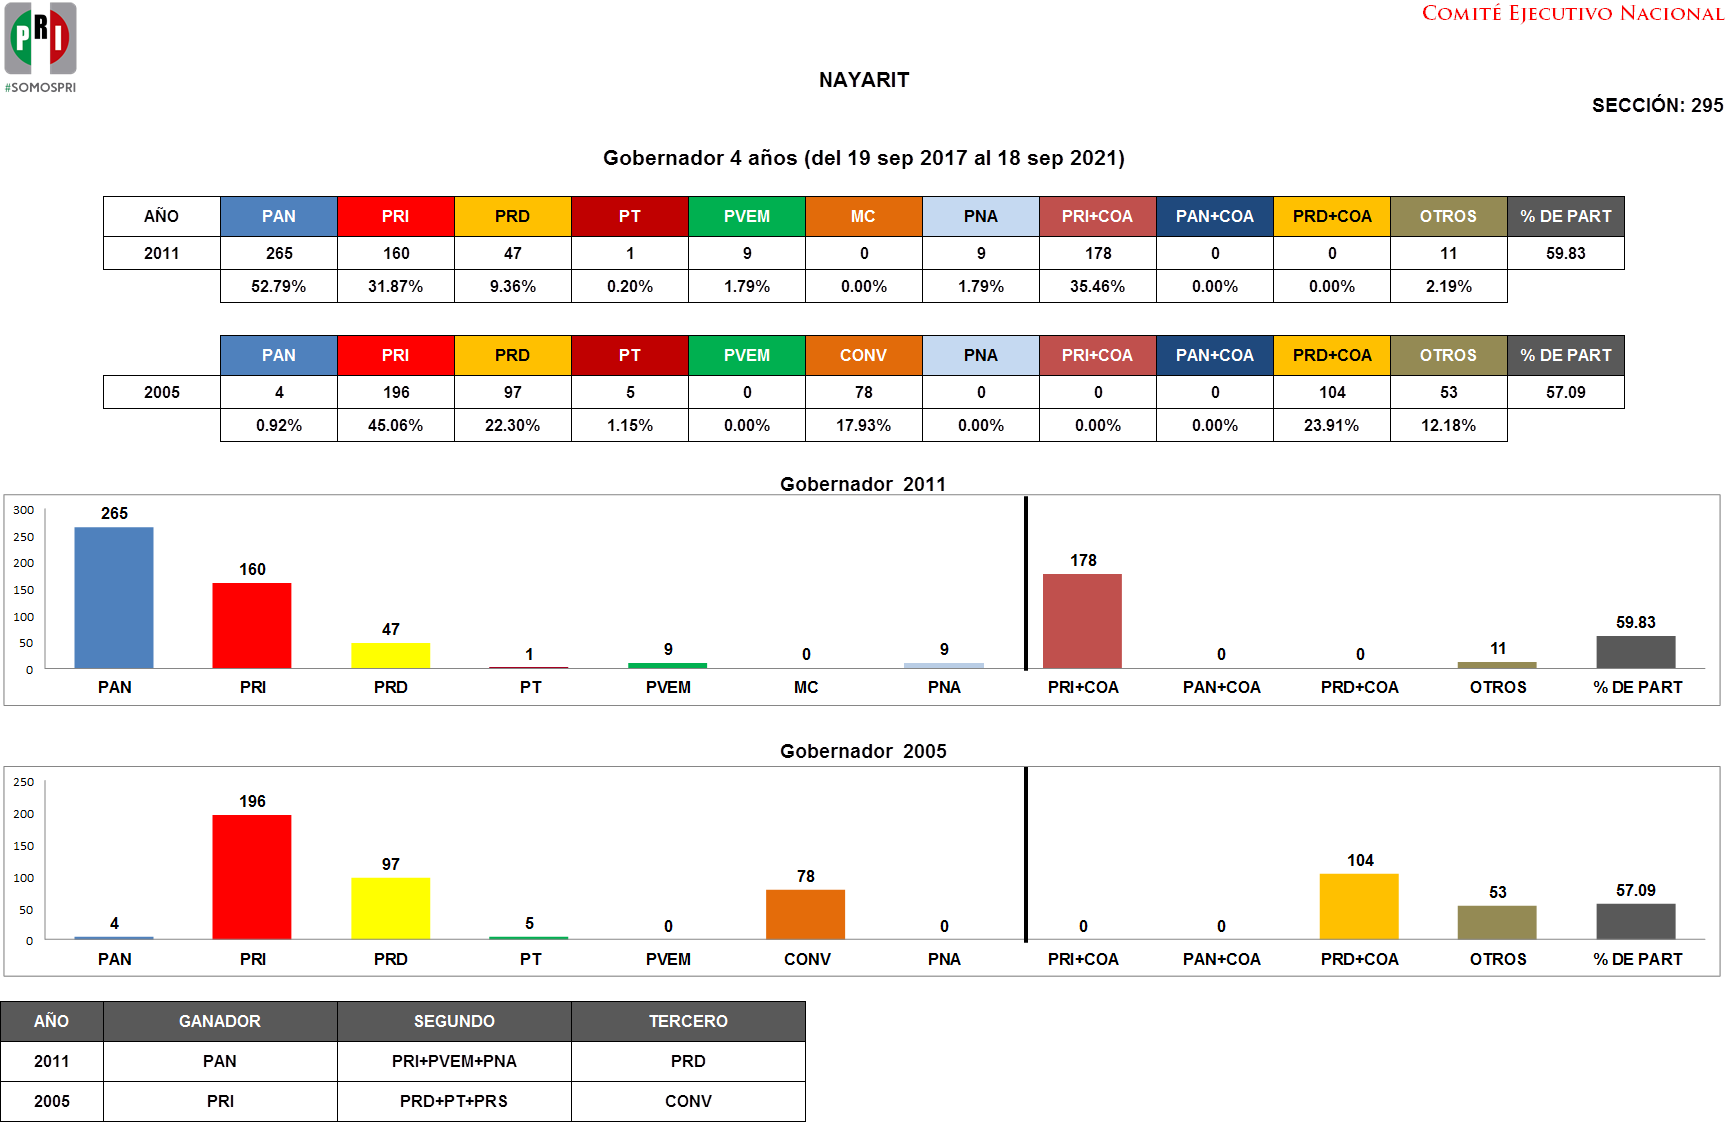 PRI
#SOMOSPRI
COMITÉ EJECUTIVO NACIONAL
NAYARIT
SECCIÓN: 295
Gobernador 4 años (del 19 sep 2017 al 18 sep 2021)
AÑO PAN PRI PRD PT PVEM MC PNA PRI+COA PAN+COA PRD+COA OTROS % DE PART
2011 265 160 47 1 9 0 9 178 0 0 11 59.83
52.79% 31.87% 9.36% 0.20% 1.79% 0.00% 1.79% 35.46% 0.00% 0.00% 2.19%
PAN PRI PRD PT PVEM CONV PNA PRI+COA PAN+COA PRD+COA OTROS % DE PART
2005 4 196 97 5 0 78 0 0 0 104 53 57.09
0.92% 45.06% 22.30% 1.15% 0.00% 17.93% 0.00% 0.00% 0.00% 23.91% 12.18%
Gobernador 2011
300
250
200
150
100
50
0
265 160 47 1 9 0 9 178 0 0 11 59.83
PAN PRI PRD PT PVEM MC PNA PRI+COA PAN+COA PRD+COA OTROS % DE PART
Gobernador 2005
250
200
150
100
50
0
4 196 97 5 0 78 0 0 0 104 53 57.09
PAN PRI PRD PT PVEM CONV PNA PRI+COA PAN+COA PRD+COA OTROS % DE PART
AÑO GANADOR SEGUNDO TERCERO
2011 PAN PRI+PVEM+PNA PRD
2005 PRI PRD+PT+PRS CONV